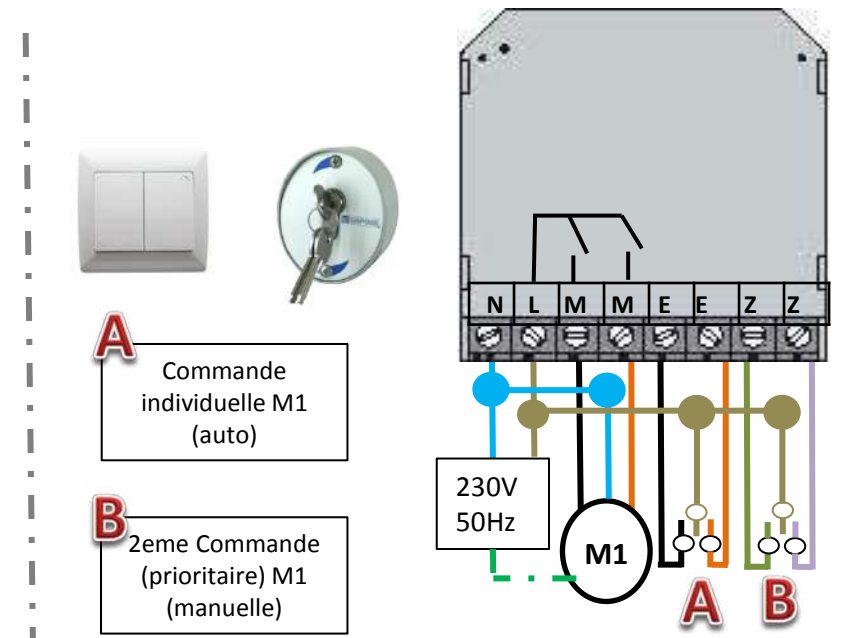 N L M M E E Z Z
A
Commande
individuelle M1
(auto)
B
2eme Commande
(prioritaire) M1
(manuelle)
230V
50Hz
M1
A
B